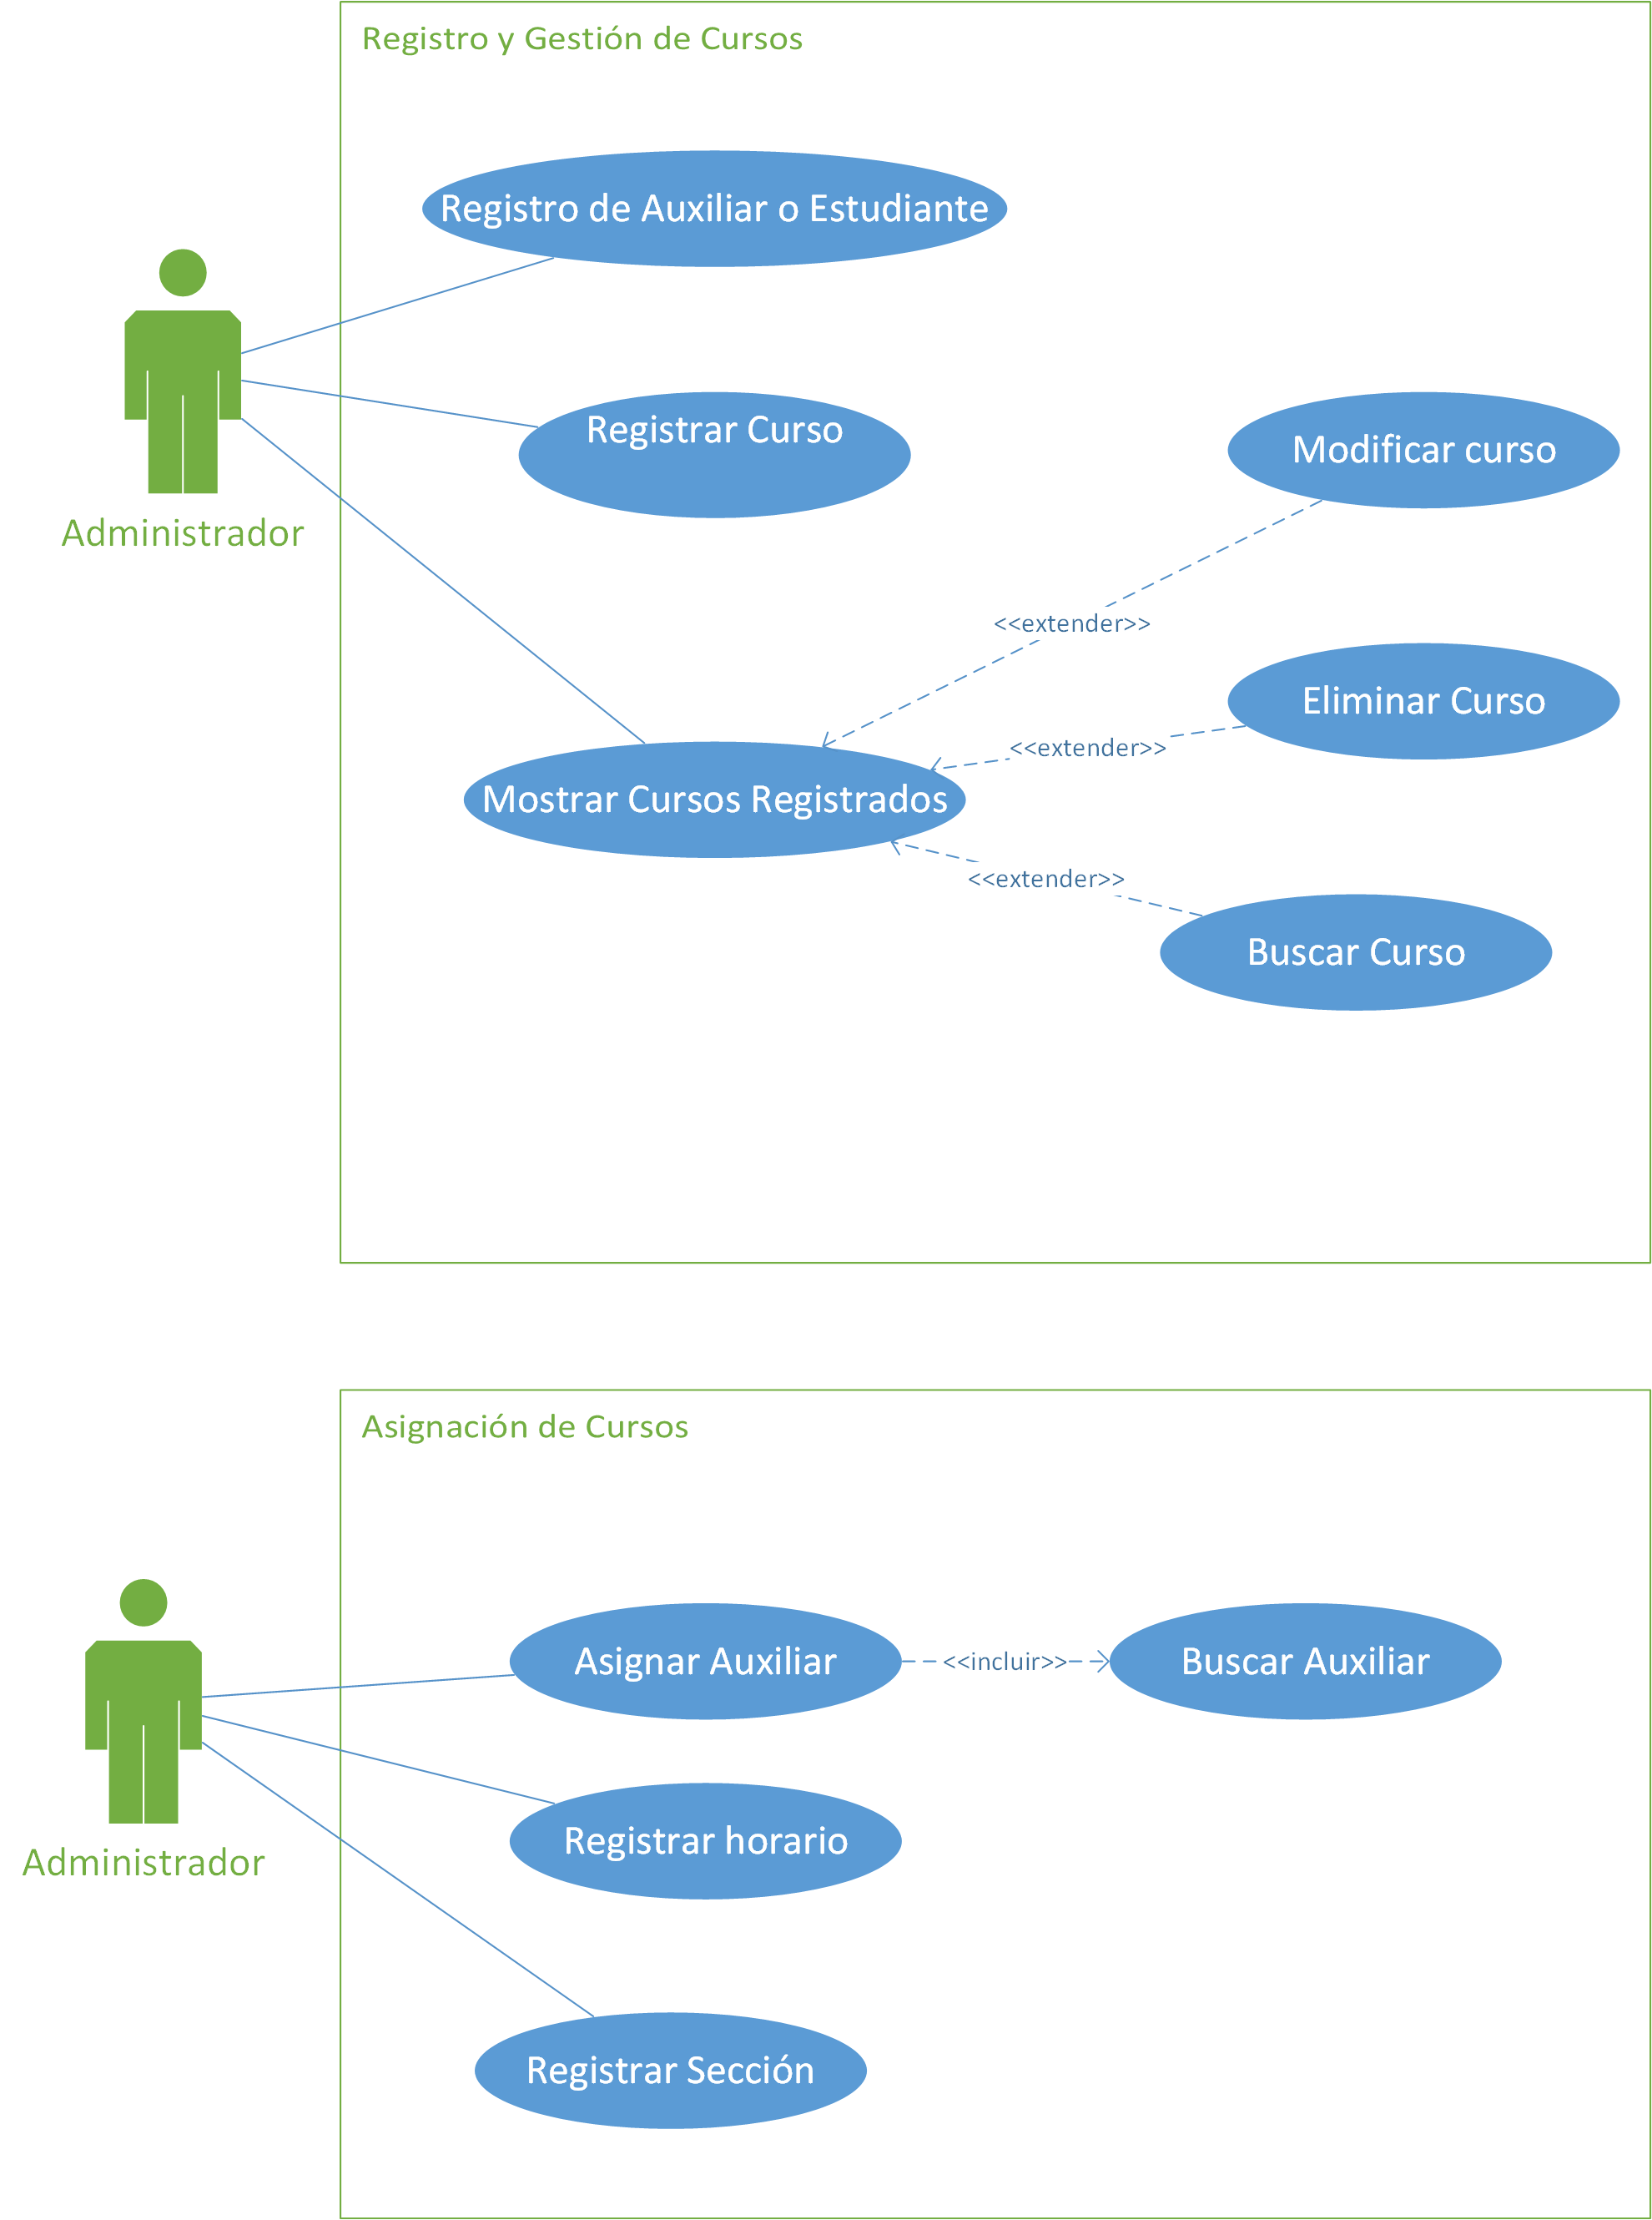 Registro y Gestión de Cursos
Registro de Auxiliar o Estudiante
Administrador
Registrar Curso
Modificar curso
<<extender>>
Eliminar Curso
<<extender>>
Mostrar Cursos Registrados
<<extender>>
Buscar Curso
Asignación de Cursos
Asignar Auxiliar
<<incluir>>
Buscar Auxiliar
Administrador
Registrar horario
Registrar Sección